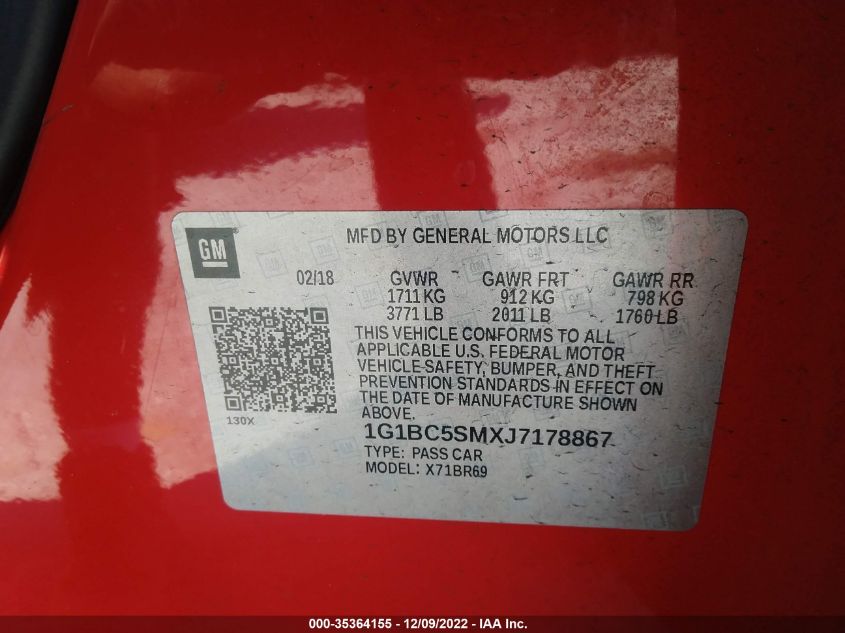 GM
MFD BY GENERAL MOTORS LLC
02/18 GVWR GAWR FRT GAWR RR
1711 KG 912 KG 798 KG
3771 LB 2011 LB 1760 LB
THIS VEHICLE CONFORMS TO ALL
APPLICABLE U.S. FEDERAL MOTOR
VEHICLE SAFETY, BUMPER, AND THEFT
PREVENTION STANDARDS IN EFFECT ON
THE DATE OF MANUFACTURE SHOWN
ABOVE.
130X
1G1BC5SMXJ7178867
TYPE: PASS CAR
MODEL: X71BR69
000-35364155 - 12/09/2022 - IAA Inc.